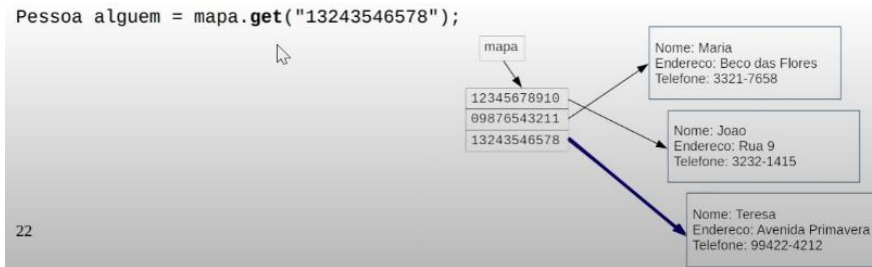 Pessoa alguem = mapa.get("13243546578");
mapa
12345678910
09876543211
13243546578
Nome: Maria
Endereco: Beco das Flores
Telefone: 3321-7658
Nome: Joao
Endereco: Rua 9
Telefone: 3232-1415
Nome: Teresa
Endereco: Avenida Primavera
Telefone: 99422-4212
22